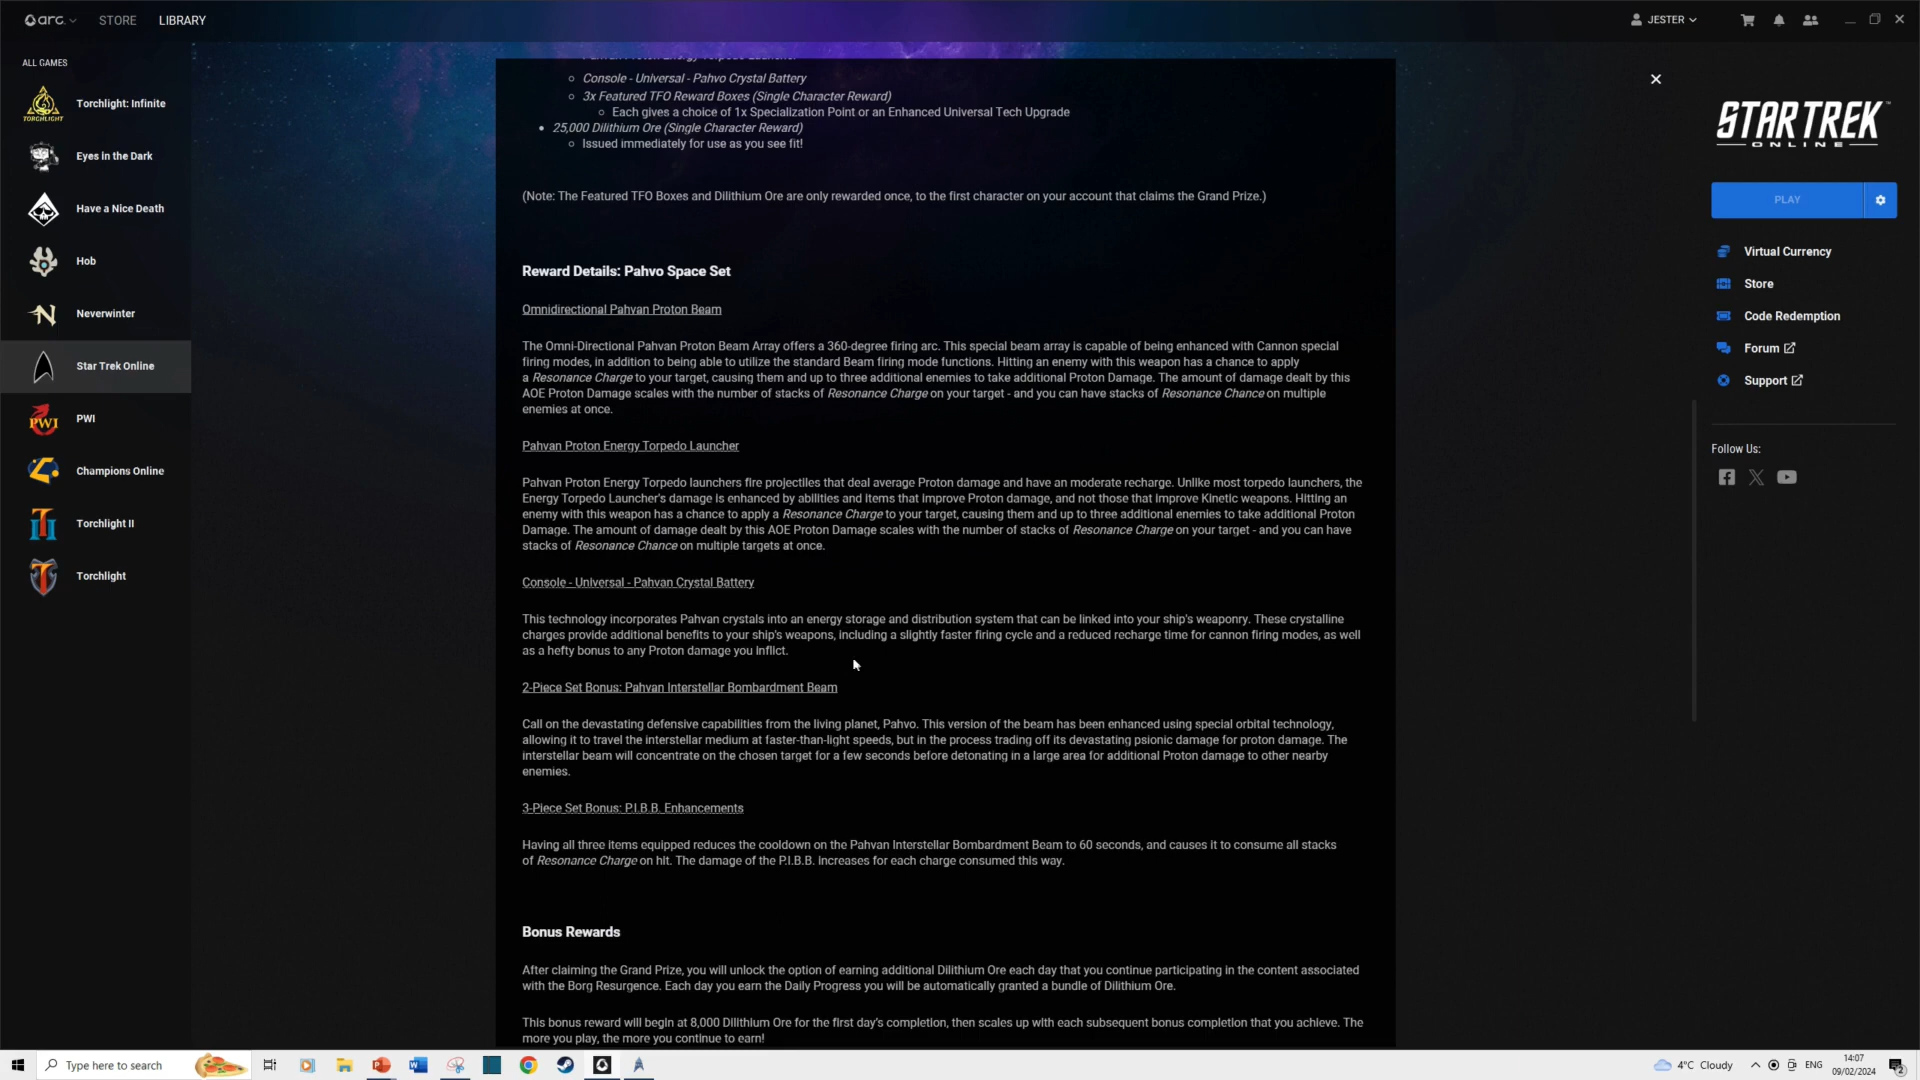 arc
STORE
LIBRARY
JESTER
ALL GAMES
TORCHLIGHT
Torchlight: Infinite
Eyes in the Dark
Have a Nice Death
Hob
Neverwinter
Star Trek Online
PWI
PWI
Champions Online
Torchlight II
Torchlight
Console - Universal - Pahvo Crystal Battery
3x Featured TFO Reward Boxes (Single Character Reward)
Each gives a choice of 1x Specialization Point or an Enhanced Universal Tech Upgrade
25,000 Dilithium Ore (Single Character Reward)
Issued immediately for use as you see fit!
(Note: The Featured TFO Boxes and Dilithium Ore are only rewarded once, to the first character on your account that claims the Grand Prize.)
Reward Details: Pahvo Space Set
Omnidirectional Pahvan Proton Beam
The Omni-Directional Pahvan Proton Beam Array offers a 360-degree firing arc. This special beam array is capable of being enhanced with Cannon special
firing modes, in addition to being able to utilize the standard Beam firing mode functions. Hitting an enemy with this weapon has a chance to apply
a Resonance Charge to your target, causing them and up to three additional enemies to take additional Proton Damage. The amount of damage dealt by this
AOE Proton Damage scales with the number of stacks of Resonance Charge on your target - and you can have stacks of Resonance Chance on multiple
enemies at once.
Pahvan Proton Energy Torpedo Launcher
Pahvan Proton Energy Torpedo launchers fire projectiles that deal average Proton damage and have an moderate recharge. Unlike most torpedo launchers, the
Energy Torpedo Launcher's damage is enhanced by abilities and items that improve Proton damage, and not those that improve Kinetic weapons. Hitting an
enemy with this weapon has a chance to apply a Resonance Charge to your target, causing them and up to three additional enemies to take additional Proton
Damage. The amount of damage dealt by this AOE Proton Damage scales with the number of stacks of Resonance Charge on your target - and you can have
stacks of Resonance Chance on multiple targets at once.
Console - Universal - Pahvan Crystal Battery
This technology incorporates Pahvan crystals into an energy storage and distribution system that can be linked into your ship's weaponry. These crystalline
charges provide additional benefits to your ship's weapons, including a slightly faster firing cycle and a reduced recharge time for cannon firing modes, as well
as a hefty bonus to any Proton damage you inflict.
2-Piece Set Bonus: Pahvan Interstellar Bombardment Beam
Call on the devastating defensive capabilities from the living planet, Pahvo. This version of the beam has been enhanced using special orbital technology,
allowing it to travel the interstellar medium at faster-than-light speeds, but in the process trading off its devastating psionic damage for proton damage. The
interstellar beam will concentrate on the chosen target for a few seconds before detonating in a large area for additional Proton damage to other nearby
enemies.
3-Piece Set Bonus: P.I.B.B. Enhancements
Having all three items equipped reduces the cooldown on the Pahvan Interstellar Bombardment Beam to 60 seconds, and causes it to consume all stacks
of Resonance Charge on hit. The damage of the P.I.B.B. increases for each charge consumed this way.
Bonus Rewards
After claiming the Grand Prize, you will unlock the option of earning additional Dilithium Ore each day that you continue participating in the content associated
with the Borg Resurgence. Each day you earn the Daily Progress you will be automatically granted a bundle of Dilithium Ore.
This bonus reward will begin at 8,000 Dilithium Ore for the first day's completion, then scales up with each subsequent bonus completion that you achieve. The
more you play, the more you continue to earn!
STAR TREK
ONLINE
PLAY
Virtual Currency
Store
Code Redemption
Forum
Support
Follow Us:
Type here to search
4°C Cloudy
ENG
14:07
09/02/2024
2